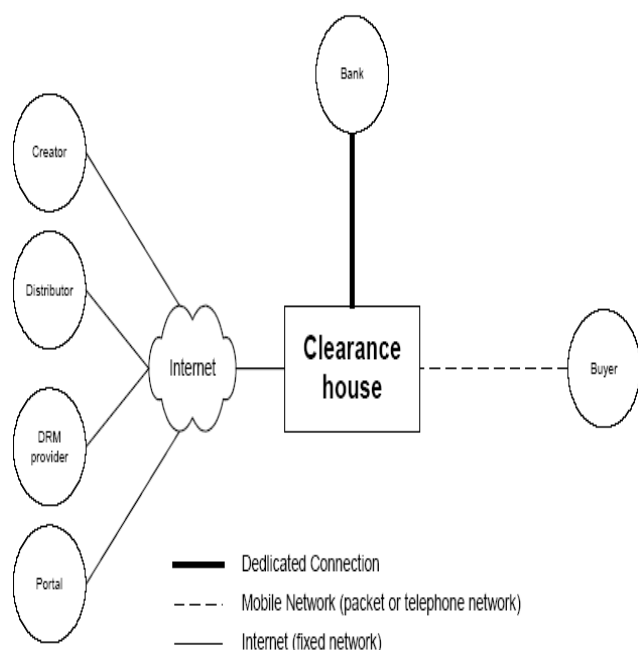 Bank
Creator
Distributor
Internet
Clearance
house
Buyer
DRM
provider
Portal
Dedicated Connection
Mobile Network (packet or telephone network)
Internet (fixed network)